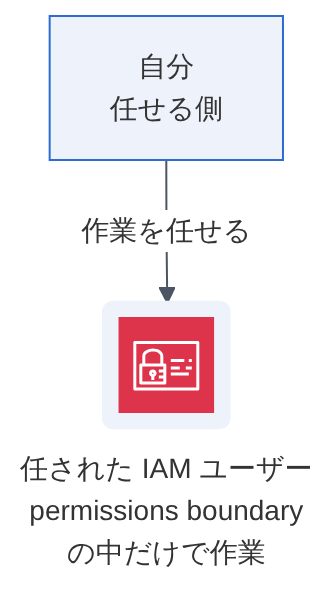 自分
任せる側
作業を任せる
任された IAM ユーザー
permissions boundary
の中だけで作業